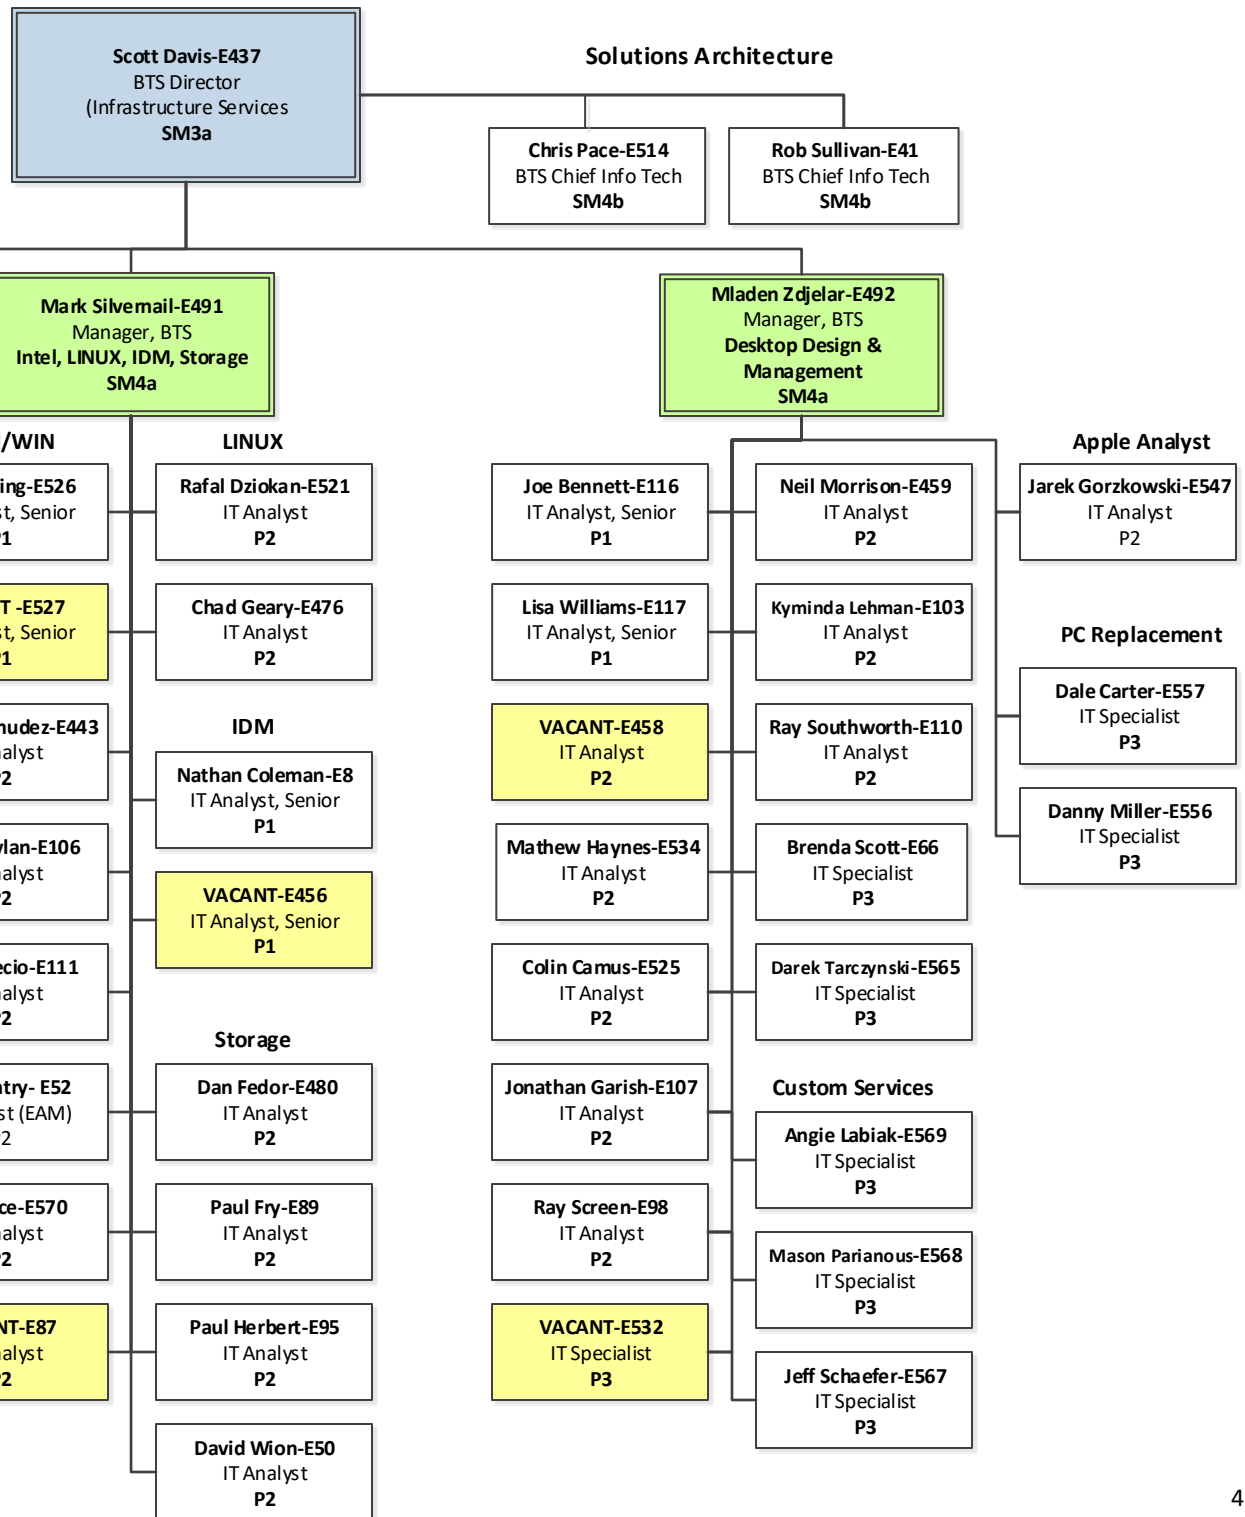 Scott Davis-E437
BTS Director
(Infrastructure Services
SM3a
Solutions Architecture
Chris Pace-E514
BTS Chief Info Tech
SM4b
Rob Sullivan-E41
BTS Chief Info Tech
SM4b
Mark Silvernail-E491
Manager, BTS
Intel, LINUX, IDM, Storage
SM4a
Mladen Zdjelar-E492
Manager, BTS
Desktop Design &
Management
SM4a
/WIN
ing-E526
st, Senior
P1
T -E527
st, Senior
P1
nudez-E443
alyst
P2
ylan-E106
alyst
P2
ecio-E111
alyst
P2
ntry- E52
st (EAM)
P2
ce-E570
alyst
P2
NT-E87
alyst
P2
LINUX
Rafal Dziokan-E521
IT Analyst
P2
Chad Geary-E476
IT Analyst
P2
IDM
Nathan Coleman-E8
IT Analyst, Senior
P1
VACANT-E456
IT Analyst, Senior
P1
Storage
Dan Fedor-E480
IT Analyst
P2
Paul Fry-E89
IT Analyst
P2
Paul Herbert-E95
IT Analyst
P2
David Wion-E50
IT Analyst
P2
Joe Bennett-E116
IT Analyst, Senior
P1
Lisa Williams-E117
IT Analyst, Senior
P1
VACANT-E458
IT Analyst
P2
Mathew Haynes-E534
IT Analyst
P2
Colin Camus-E525
IT Analyst
P2
Jonathan Garish-E107
IT Analyst
P2
Ray Screen-E98
IT Analyst
P2
VACANT-E532
IT Specialist
P3
Neil Morrison-E459
IT Analyst
P2
Kyminda Lehman-E103
IT Analyst
P2
Ray Southworth-E110
IT Analyst
P2
Brenda Scott-E66
IT Specialist
P3
Darek Tarczynski-E565
IT Specialist
P3
Custom Services
Angie Labiak-E569
IT Specialist
P3
Mason Parianous-E568
IT Specialist
P3
Jeff Schaefer-E567
IT Specialist
P3
Apple Analyst
Jarek Gorzkowski-E547
IT Analyst
P2
PC Replacement
Dale Carter-E557
IT Specialist
P3
Danny Miller-E556
IT Specialist
P3
4